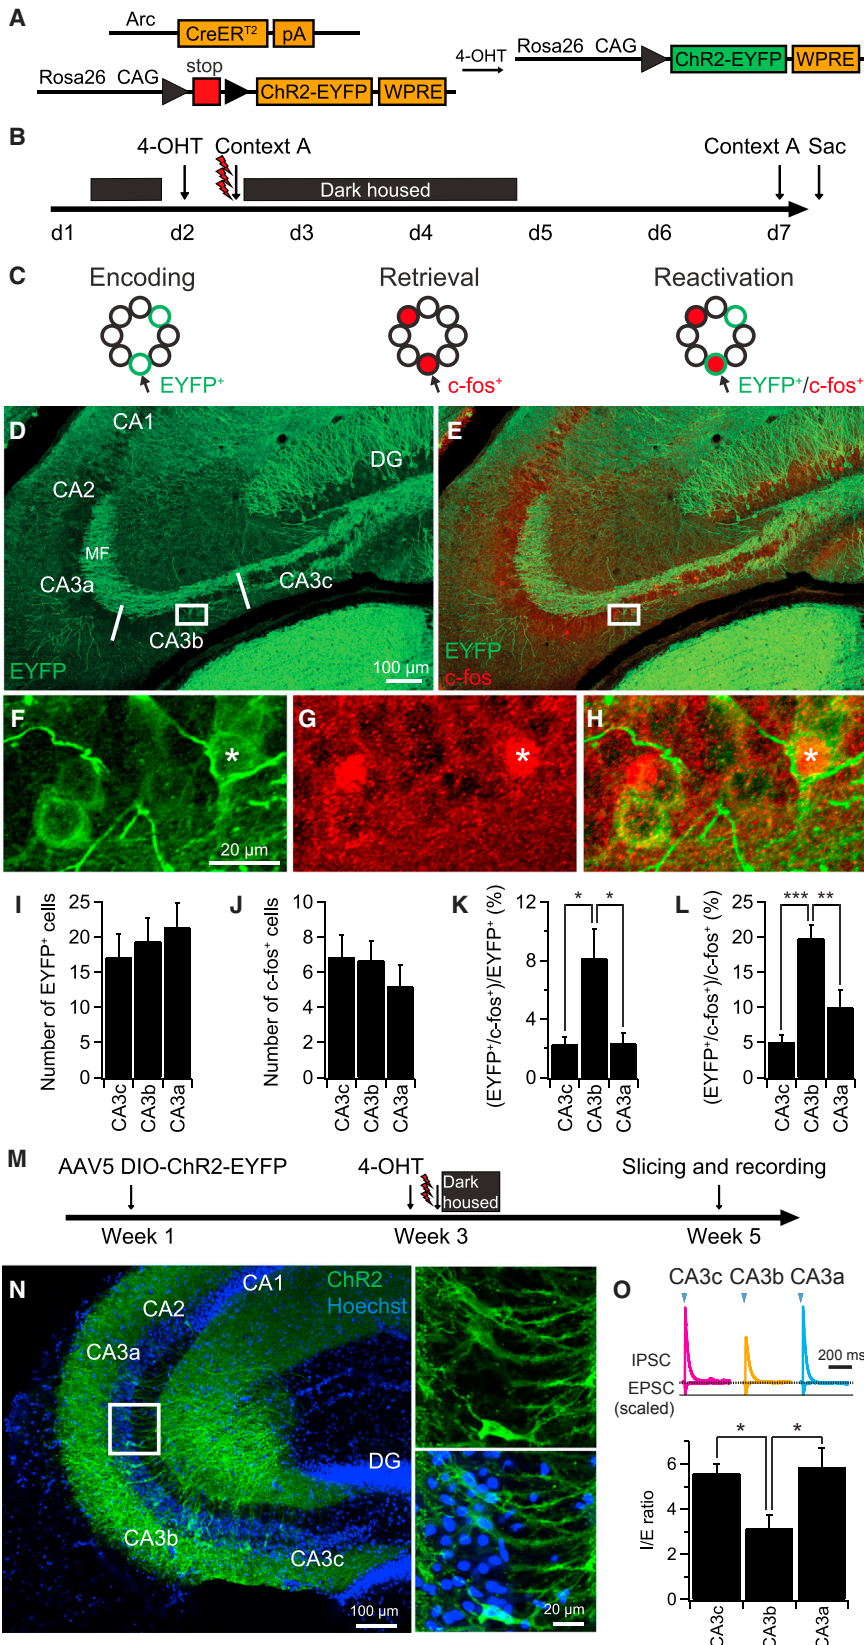 A
Arc
CreERT2 pA
Rosa26 CAG stop
ChR2-EYFP WPRE
4-OHT
Rosa26 CAG
ChR2-EYFP WPRE
B
4-OHT Context A Context A Sac
Dark housed
d1 d2 d3 d4 d5 d6 d7
C
Encoding Retrieval Reactivation
EYFP+ c-fos+ EYFP+/c-fos+
D
CA1
CA2
DG
MF
CA3a
CA3c
CA3b
EYFP
100 µm
E
EYFP
c-fos
F
*
20 µm
G
*
H
*
I
Number of EYFP+ cells
25
20
15
10
5
0
CA3c
CA3b
CA3a
J
Number of c-fos+ cells
10
8
6
4
2
0
CA3c
CA3b
CA3a
K
(EYFP+/c-fos+)/EYFP+ (%)
12
8
4
0
* *
CA3c
CA3b
CA3a
L
(EYFP+/c-fos+)/c-fos+ (%)
25
20
15
10
5
0
*** **
CA3c
CA3b
CA3a
M
AAV5 DIO-ChR2-EYFP 4-OHT Slicing and recording
Dark
housed
Week 1 Week 3 Week 5
N
ChR2
Hoechst
CA1
CA2
CA3a
DG
CA3b
CA3c
100 µm
20 µm
O
CA3c CA3b CA3a
IPSC
200 ms
EPSC
(scaled)
* *
I/E ratio
6
4
2
0
CA3c
CA3b
CA3a